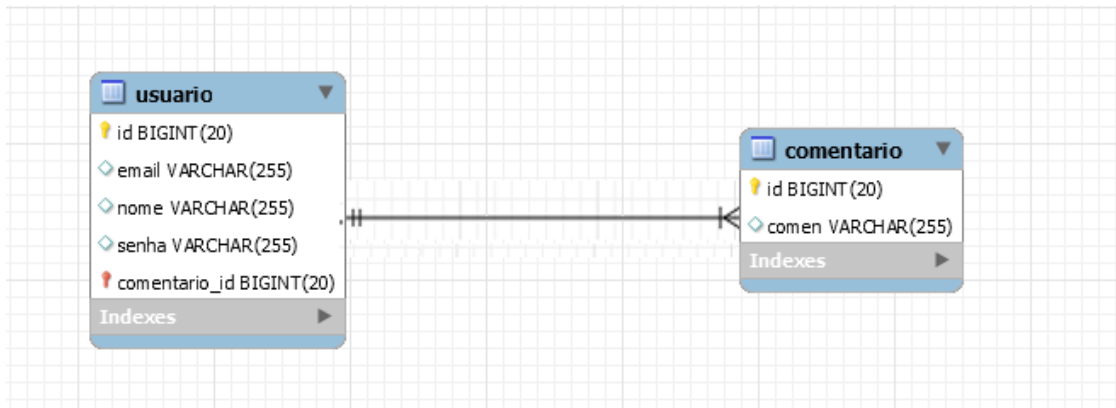 usuario
id BIGINT(20)
email VARCHAR(255)
nome VARCHAR(255)
senha VARCHAR(255)
comentario_id BIGINT(20)
Indexes
comentario
id BIGINT(20)
comen VARCHAR(255)
Indexes